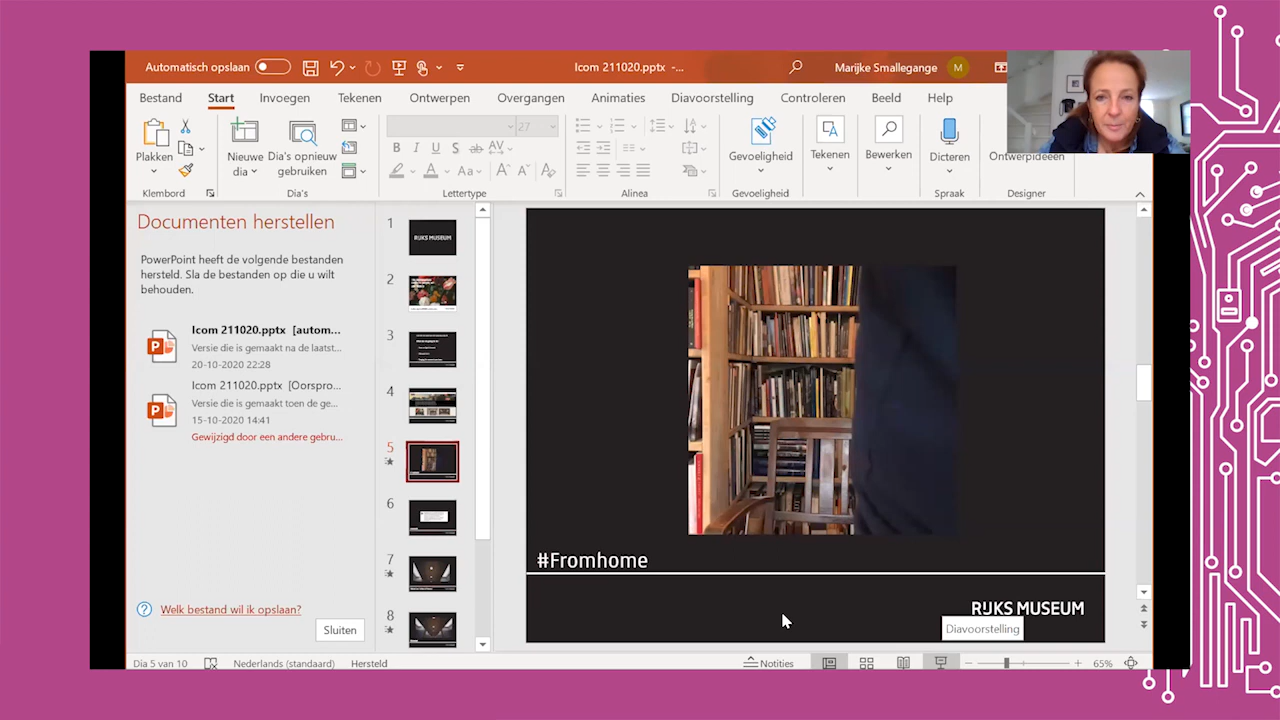 Automatisch opslaan
Icom 211020.pptx -...
Marijke Smallegange
M
Bestand Start Invoegen Tekenen Ontwerpen Overgangen Animaties Diavoorstelling Controleren Beeld Help
27
Plakken
Nieuwe dia
Dia's opnieuw gebruiken
Gevoeligheid
Tekenen
Bewerken
Dicteren
Ontwerpideeën
Klembord
Dia's
Lettertype
Alinea
Gevoeligheid
Spraak
Designer
Documenten herstellen
PowerPoint heeft de volgende bestanden
hersteld. Sla de bestanden op die u wilt
behouden.
Icom 211020.pptx [autom...
Versie die is gemaakt na de laatst...
20-10-2020 22:28
Icom 211020.pptx [Oorspro...
Versie die is gemaakt toen de ge...
15-10-2020 14:41
Gewijzigd door een andere gebru...
Welk bestand wil ik opslaan?
Sluiten
1
RIJKS MUSEUM
2
3
4
5
6
7
8
#Fromhome
RIJKS MUSEUM
Diavoorstelling
Dia 5 van 10
Nederlands (standaard)
Hersteld
Notities
65%